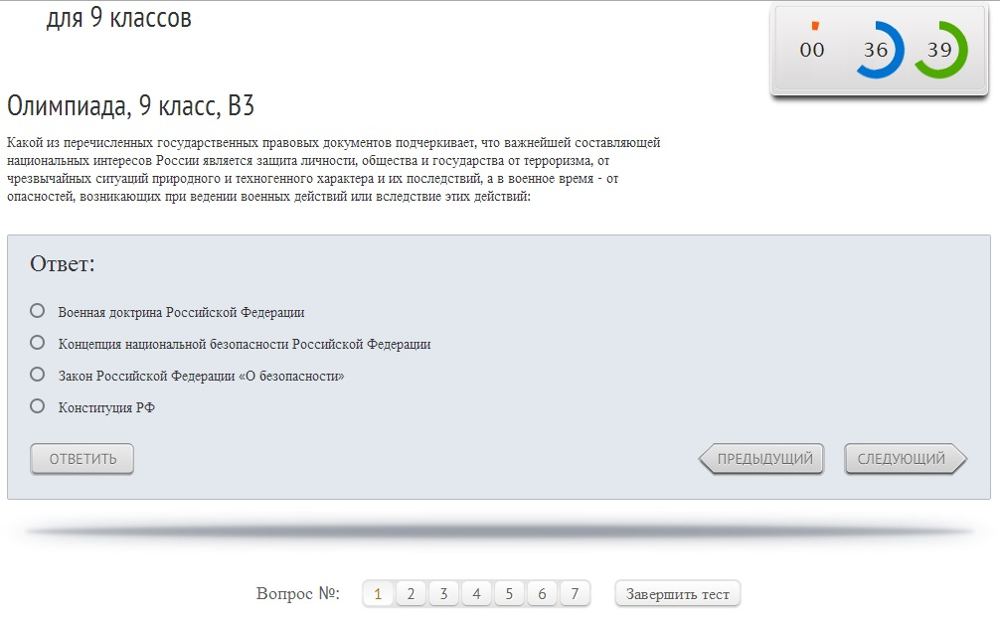 для 9 классов
00 36 39
Олимпиада, 9 класс, В3
Какой из перечисленных государственных правовых документов подчеркивает, что важнейшей составляющей
национальных интересов России является защита личности, общества и государства от терроризма, от
чрезвычайных ситуаций природного и техногенного характера и их последствий, а в военное время - от
опасностей, возникающих при ведении военных действий или вследствие этих действий:
Ответ:
Военная доктрина Российской Федерации
Концепция национальной безопасности Российской Федерации
Закон Российской Федерации «О безопасности»
Конституция РФ
ОТВЕТИТЬ ПРЕДЫДУЩИЙ СЛЕДУЮЩИЙ
Вопрос №: 1 2 3 4 5 6 7 Завершить тест